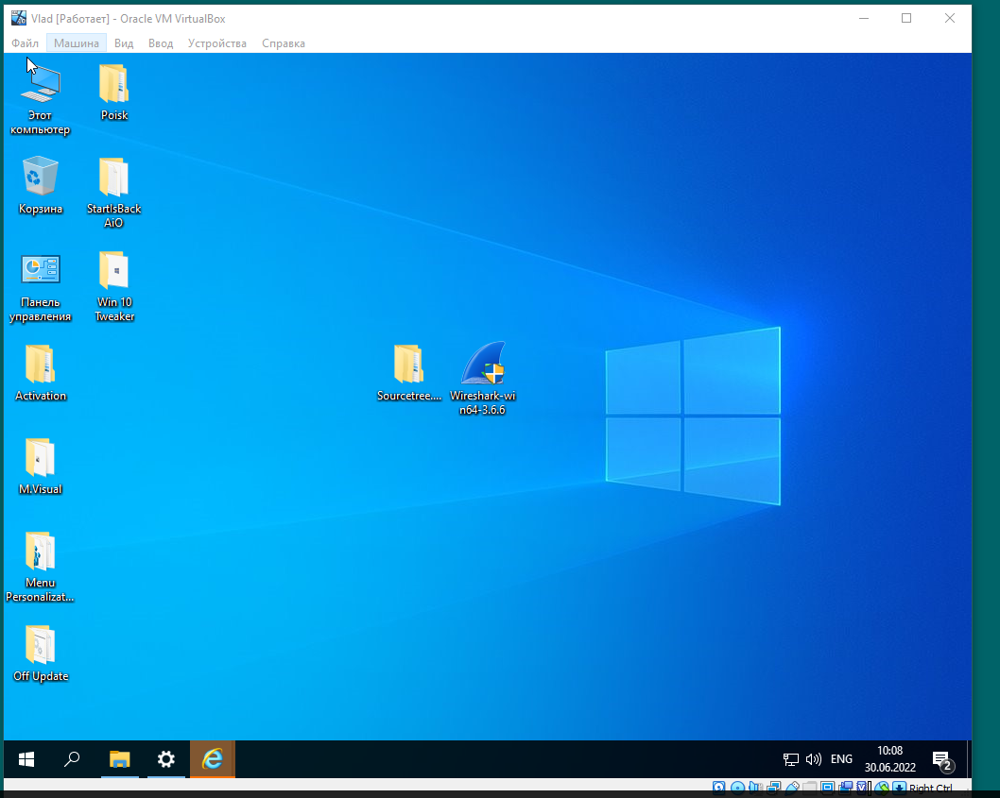 Vlad [Работает] - Oracle VM VirtualBox
Файл Машина Вид Ввод Устройства Справка
Этот
компьютер
Poisk
Корзина
StartIsBack
AiO
Панель
управления
Win 10
Tweaker
Activation
Sourcetree....
Wireshark-wi
n64-3.6.6
M.Visual
Menu
Personalizat...
Off Update
ENG
10:08
30.06.2022
2
Right Ctrl